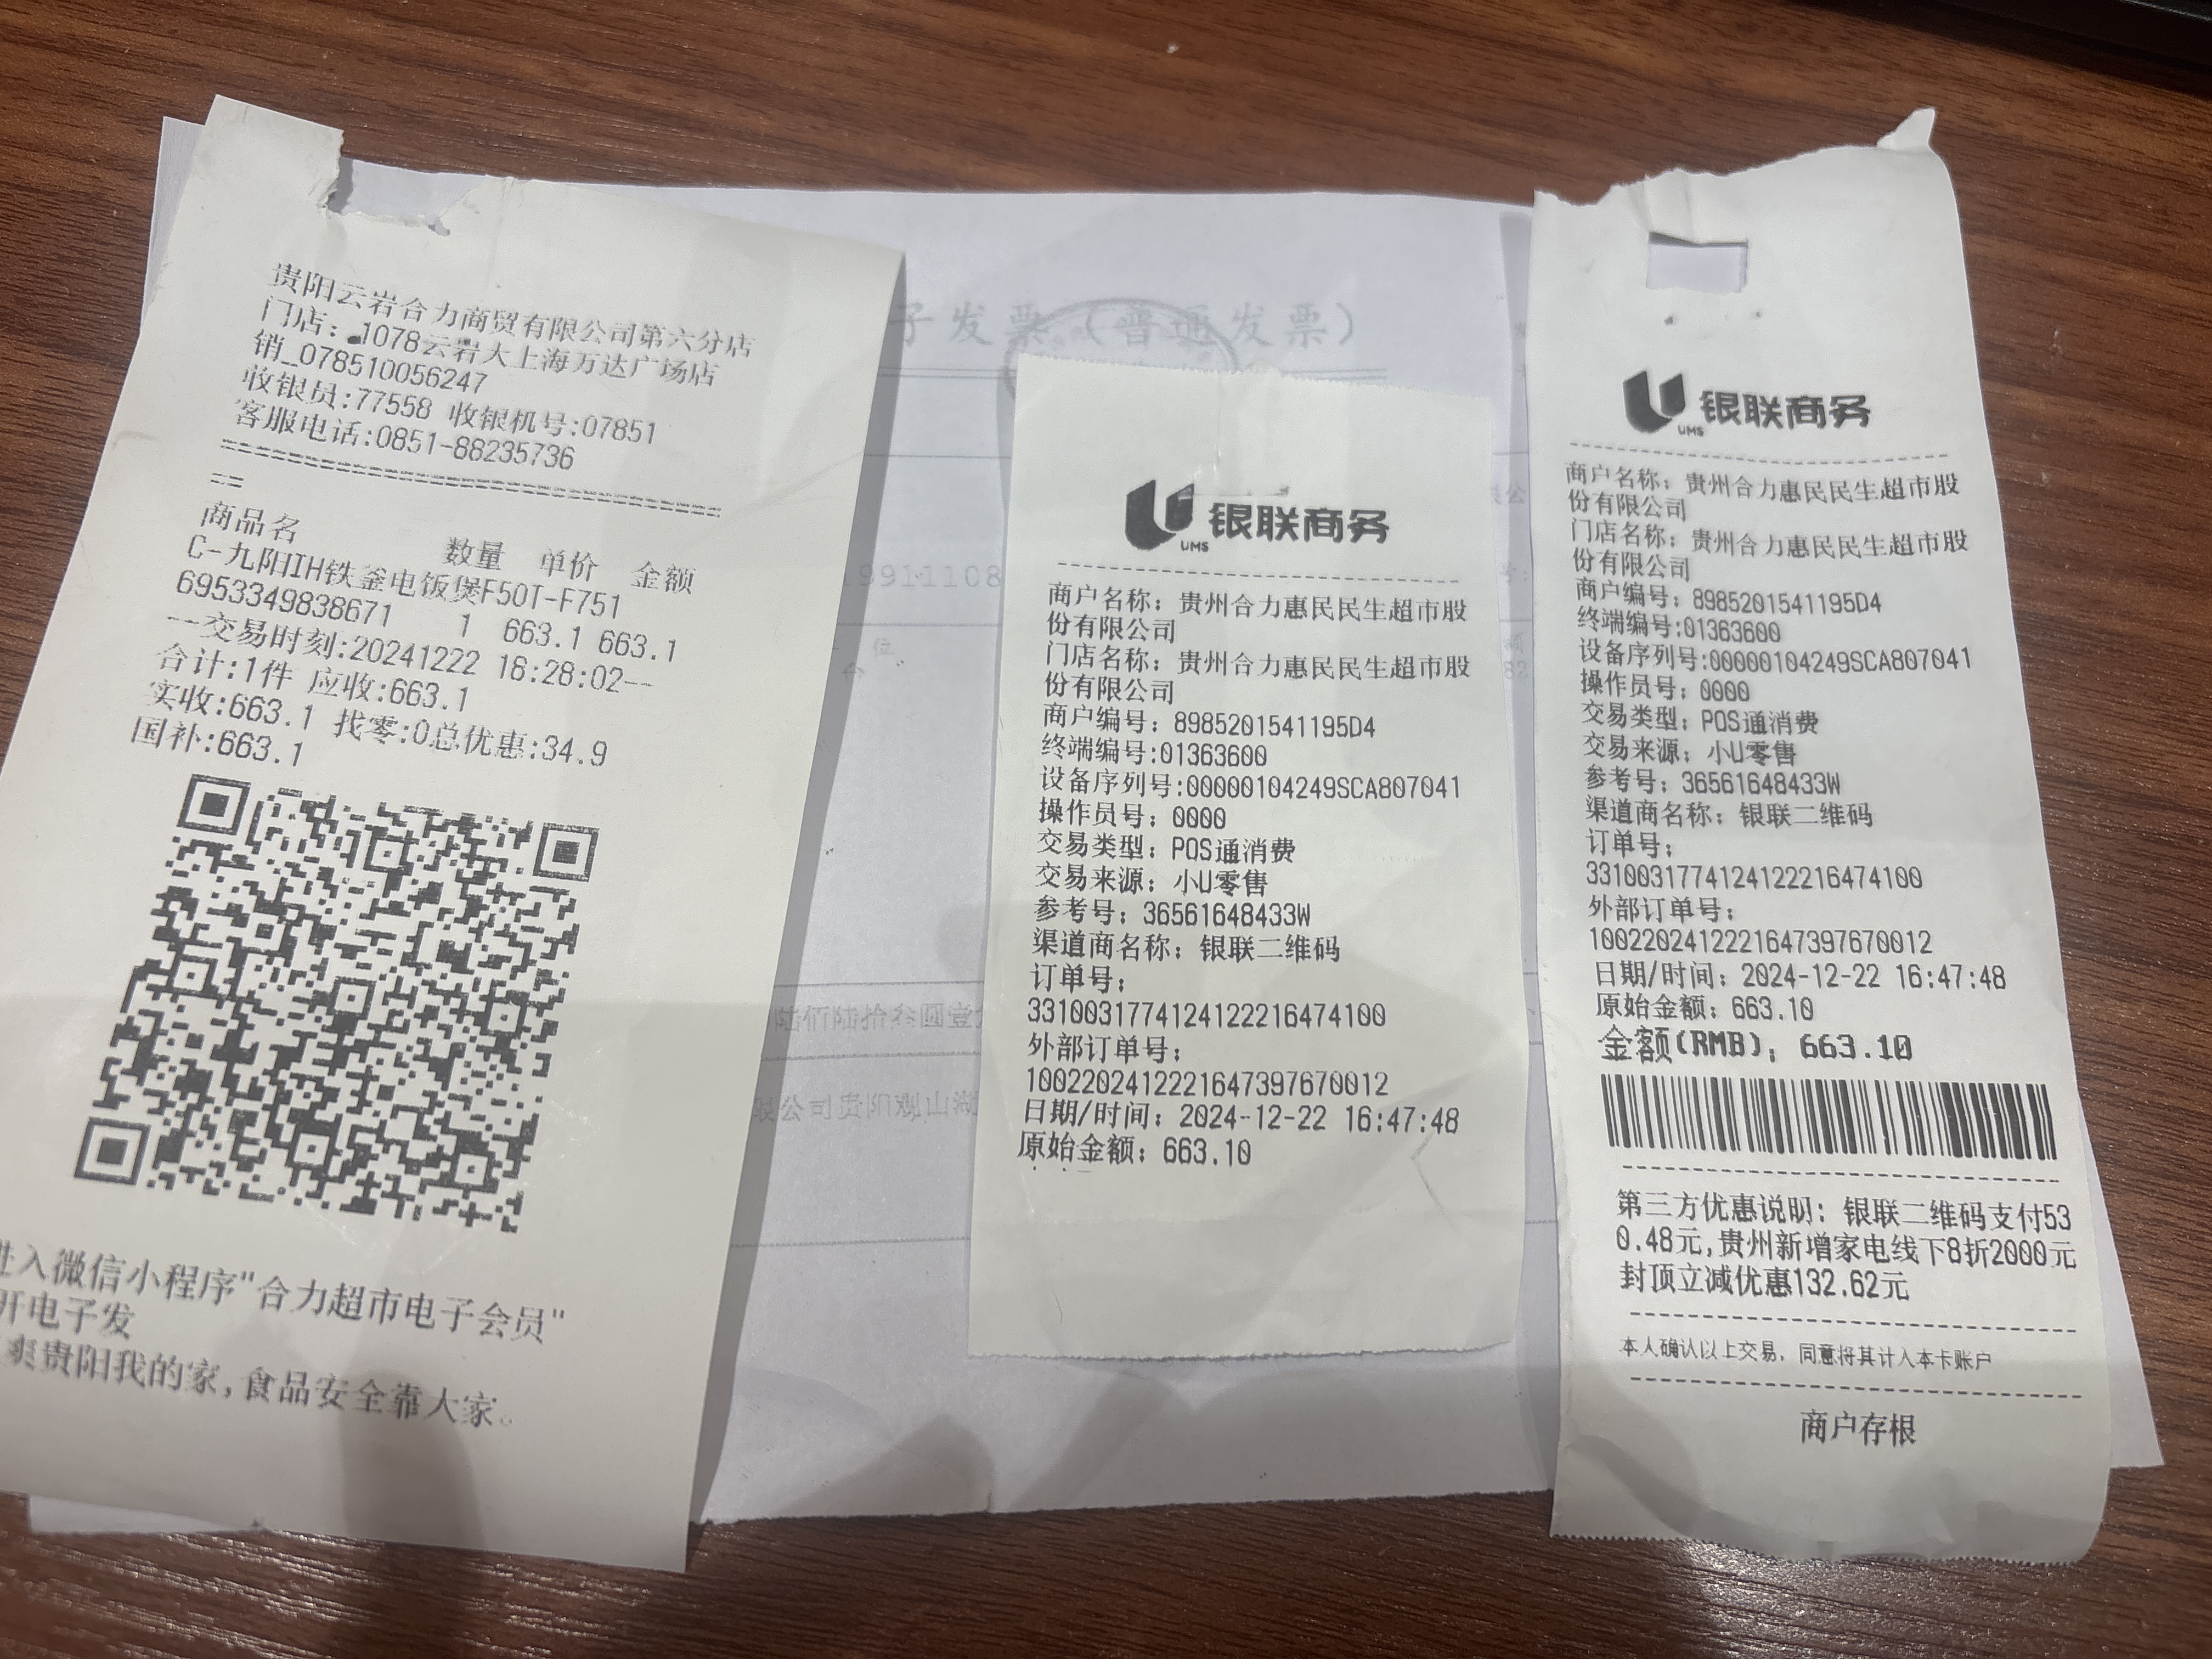 贵阳云岩合力商贸有限公司第六分店
门店：1078云岩大上海万达广场店
销_078510056247
收银员:77558 收银机号:07851
客服电话:0851-88235736
================================
==
商品名 数量 单价 金额
C-九阳IH铁釜电饭煲F50T-F751
6953349838671 1 663.1 663.1
--交易时刻:20241222 16:28:02--
合计:1件 应收:663.1
实收:663.1 找零:0总优惠:34.9
国补:663.1
进入微信小程序"合力超市电子会员"
开电子发
爽贵阳我的家,食品安全靠大家。
子发票（普通发票）
19911108
位
陆佰陆拾叁圆壹
限公司贵阳观山湖
UMS 银联商务
商户名称：贵州合力惠民民生超市股
份有限公司
门店名称：贵州合力惠民民生超市股
份有限公司
商户编号：8985201541195D4
终端编号:01363600
设备序列号:00000104249SCA807041
操作员号：0000
交易类型：POS通消费
交易来源：小U零售
参考号：36561648433W
渠道商名称：银联二维码
订单号：
33100317741241222216474100
外部订单号：
1002202412221647397670012
日期/时间：2024-12-22 16:47:48
原始金额：663.10
UMS 银联商务
商户名称：贵州合力惠民民生超市股
份有限公司
门店名称：贵州合力惠民民生超市股
份有限公司
商户编号：8985201541195D4
终端编号:01363600
设备序列号:00000104249SCA807041
操作员号：0000
交易类型：POS通消费
交易来源：小U零售
参考号：36561648433W
渠道商名称：银联二维码
订单号：
33100317741241222216474100
外部订单号：
1002202412221647397670012
日期/时间：2024-12-22 16:47:48
原始金额：663.10
金额(RMB)：663.10
第三方优惠说明：银联二维码支付53
0.48元,贵州新增家电线下8折2000元
封顶立减优惠132.62元
本人确认以上交易，同意将其计入本卡账户
商户存根